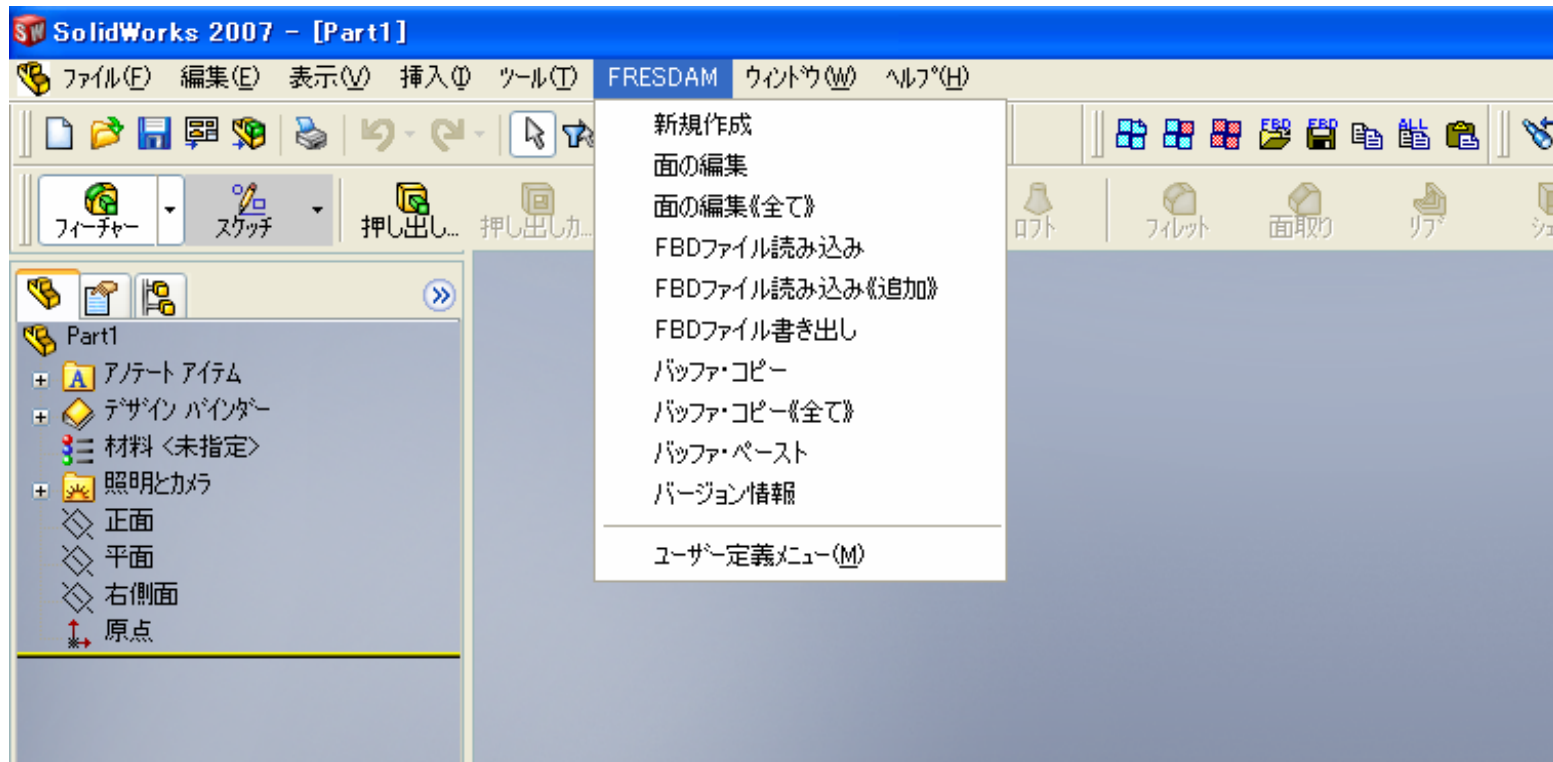 SolidWorks 2007 - [Part1]
ファイル(F) 編集(E) 表示(V) 挿入(I) ツール(T) FRESDAM ウィンドウ(W) ヘルプ(H)
新規作成
面の編集
面の編集《全て》
FBDファイル読み込み
FBDファイル読み込み《追加》
FBDファイル書き出し
バッファ・コピー
バッファ・コピー《全て》
バッファ・ペースト
バージョン情報
ユーザー定義メニュー(M)
FBD FBD ALL
フィーチャー スケッチ 押し出し... 押し出しカ... ロフト フィレット 面取り リブ シェ
Part1
アノテート アイテム
デザイン バインダー
材料 <未指定>
照明とカメラ
正面
平面
右側面
原点